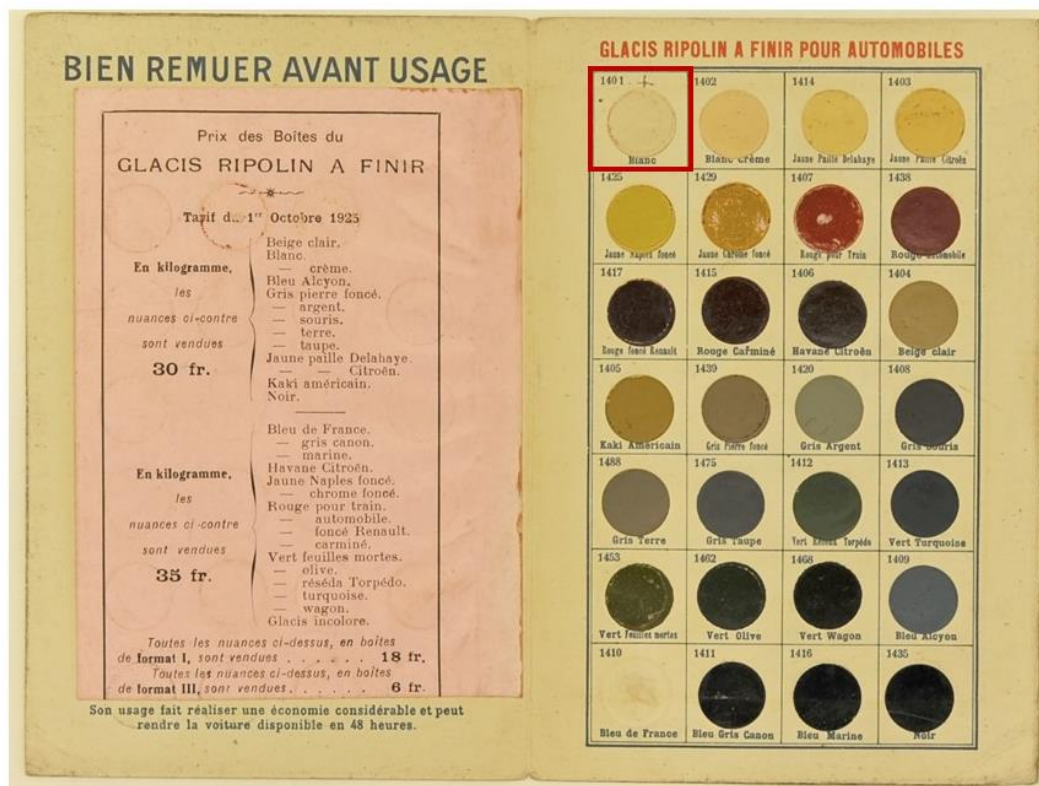 BIEN REMUER AVANT USAGE
Prix des Boîtes du
GLACIS RIPOLIN A FINIR
Tarif du 1er Octobre 1925
En kilogramme,
les
nuances ci-contre
sont vendues
30 fr.
Beige clair.
Blanc.
— crème.
Bleu Alcyon.
Gris pierre foncé.
— argent.
— souris.
— terre.
— taupe.
Jaune paille Delahaye.
— — Citroën.
Kaki américain.
Noir.
En kilogramme,
les
nuances ci-contre
sont vendues
35 fr.
Bleu de France.
— gris canon.
— marine.
Havane Citroën.
Jaune Naples foncé.
— chrome foncé.
Rouge pour train.
— automobile.
— foncé Renault.
— carminé.
Vert feuilles mortes.
— olive.
— réséda Torpédo.
— turquoise.
— wagon.
Glacis incolore.
Toutes les nuances ci-dessus, en boîtes
de format I, sont vendues . . . . . . 18 fr.
Toutes les nuances ci-dessus, en boîtes
de format III, sont vendues. . . . . . 6 fr.
Son usage fait réaliser une économie considérable et peut
rendre la voiture disponible en 48 heures.
GLACIS RIPOLIN A FINIR POUR AUTOMOBILES
1401 1402 1414 1403
Blanc Blanc Crème Jaune Paille Delahaye Jaune Paille Citroën
1425 1429 1407 1438
Jaune Naples foncé Jaune Chrome foncé Rouge pour Train Rouge Automobile
1417 1415 1406 1404
Rouge foncé Renault Rouge Carminé Havane Citroën Beige clair
1405 1439 1420 1408
Kaki Américain Gris Pierre foncé Gris Argent Gris Souris
1488 1475 1412 1413
Gris Terre Gris Taupe Vert Réséda Torpédo Vert Turquoise
1453 1462 1468 1409
Vert feuilles mortes Vert Olive Vert Wagon Bleu Alcyon
1410 1411 1416 1435
Bleu de France Bleu Gris Canon Bleu Marine Noir